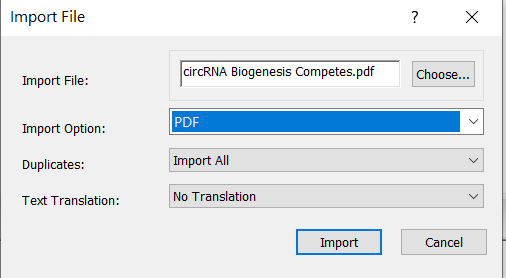 Import File
?
Import File:
circRNA Biogenesis Competes.pdf
Choose...
Import Option:
PDF
Duplicates:
Import All
Text Translation:
No Translation
Import
Cancel